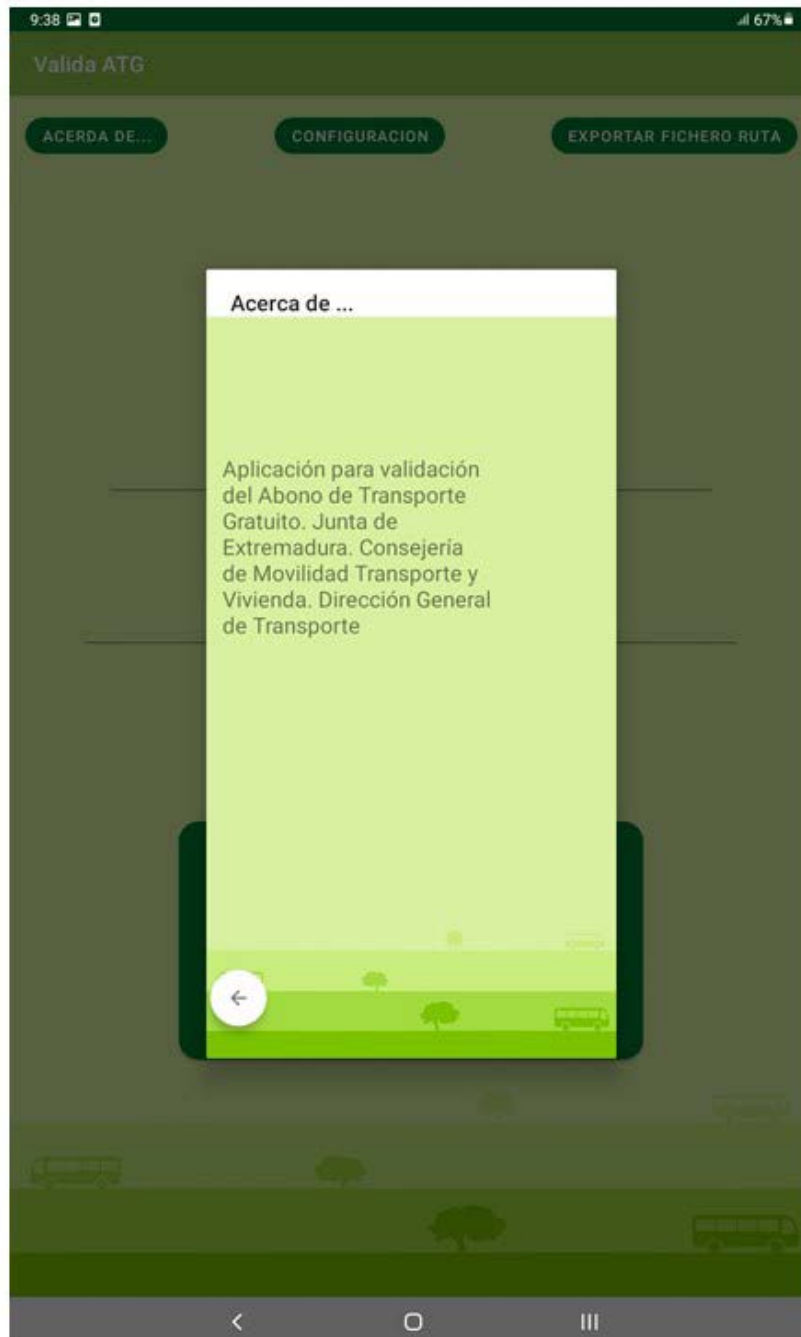 9:38
67%
Valida ATG
ACERDA DE...
CONFIGURACION
EXPORTAR FICHERO RUTA
Acerca de ...
Aplicación para validación
del Abono de Transporte
Gratuito. Junta de
Extremadura. Consejería
de Movilidad Transporte y
Vivienda. Dirección General
de Transporte